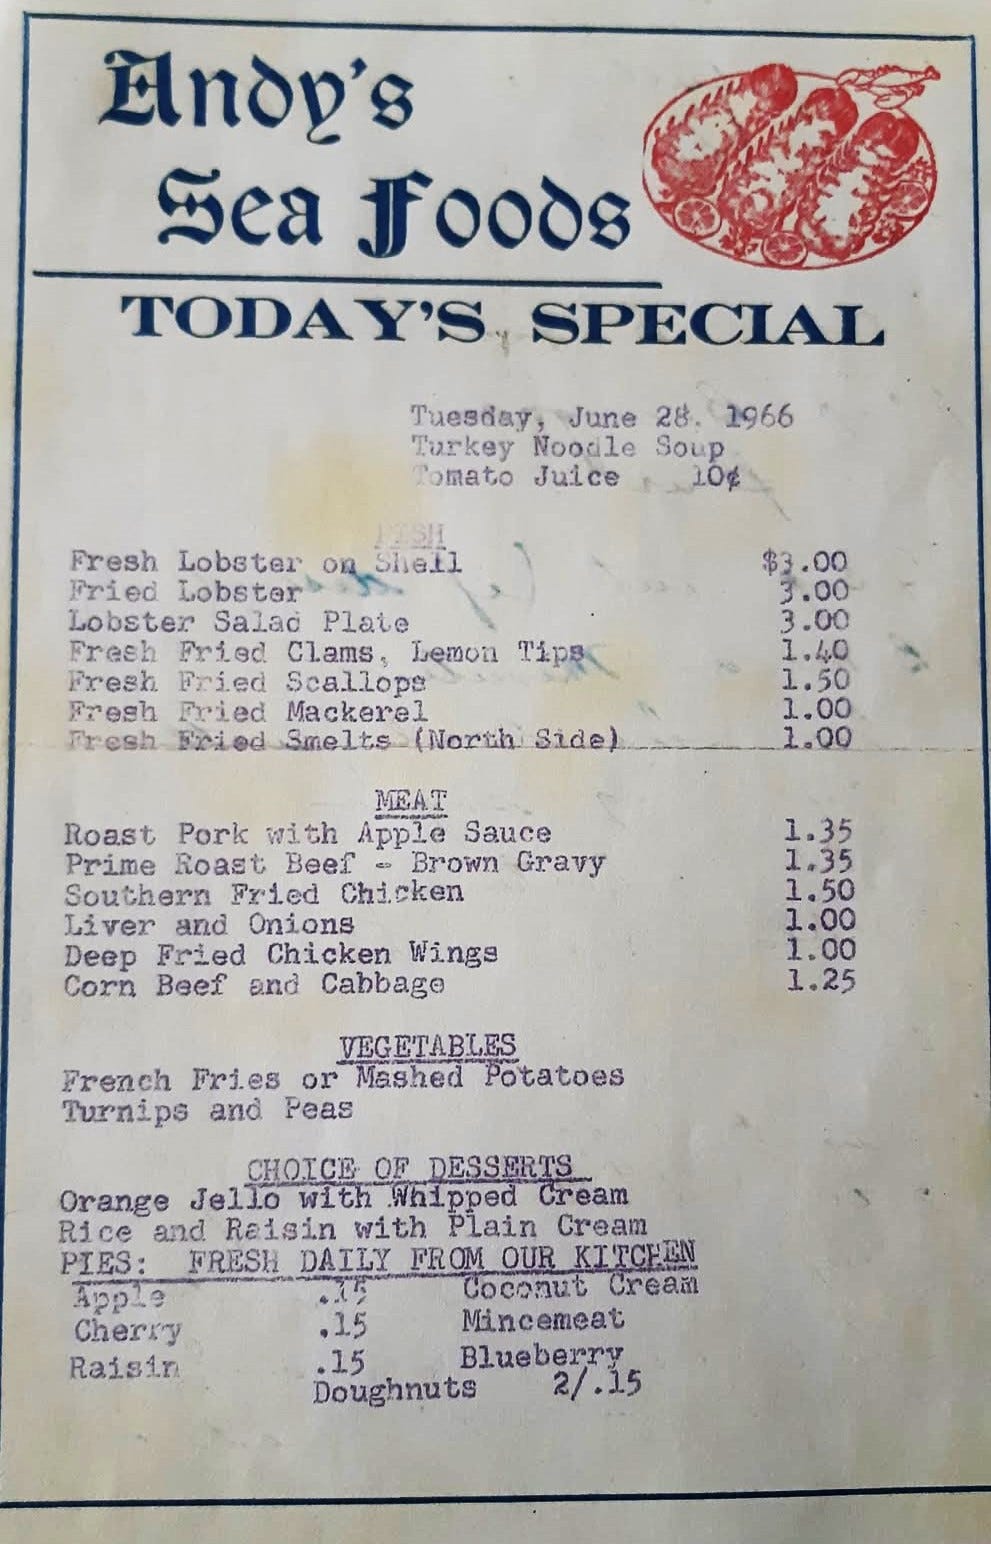 Andy's
Sea Foods
TODAY'S SPECIAL
Tuesday, June 28. 1966
Turkey Noodle Soup
Tomato Juice 10¢
FISH
Fresh Lobster on Shell $3.00
Fried Lobster 3.00
Lobster Salad Plate 3.00
Fresh Fried Clams, Lemon Tips 1.40
Fresh Fried Scallops 1.50
Fresh Fried Mackerel 1.00
Fresh Fried Smelts (North Side) 1.00
MEAT
Roast Pork with Apple Sauce 1.35
Prime Roast Beef - Brown Gravy 1.35
Southern Fried Chicken 1.50
Liver and Onions 1.00
Deep Fried Chicken Wings 1.00
Corn Beef and Cabbage 1.25
VEGETABLES
French Fries or Mashed Potatoes
Turnips and Peas
CHOICE OF DESSERTS
Orange Jello with Whipped Cream
Rice and Raisin with Plain Cream
PIES: FRESH DAILY FROM OUR KITCHEN
Apple .15 Coconut Cream
Cherry .15 Mincemeat
Raisin .15 Blueberry
Doughnuts 2/.15